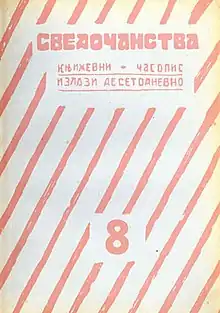 СВЕДОЧАНСТВА
КЊИЖЕВНИ - ЧАСОПИС
ИЗЛАЗИ ДЕСЕТОДНЕВНО
8